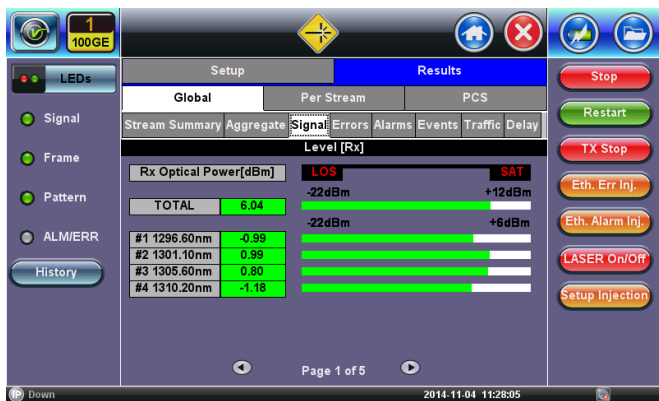 1
100GE
LEDs
Signal
Frame
Pattern
ALM/ERR
History
Setup Results
Global Per Stream PCS
Stream Summary Aggregate Signal Errors Alarms Events Traffic Delay
Level [Rx]
Rx Optical Power[dBm] LOS SAT
-22dBm +12dBm
TOTAL 6.04
-22dBm +6dBm
#1 1296.60nm -0.99
#2 1301.10nm 0.99
#3 1305.60nm 0.80
#4 1310.20nm -1.18
Page 1 of 5
Stop
Restart
TX Stop
Eth. Err Inj.
Eth. Alarm Inj.
LASER On/Off
Setup Injection
IP Down 2014-11-04 11:28:05